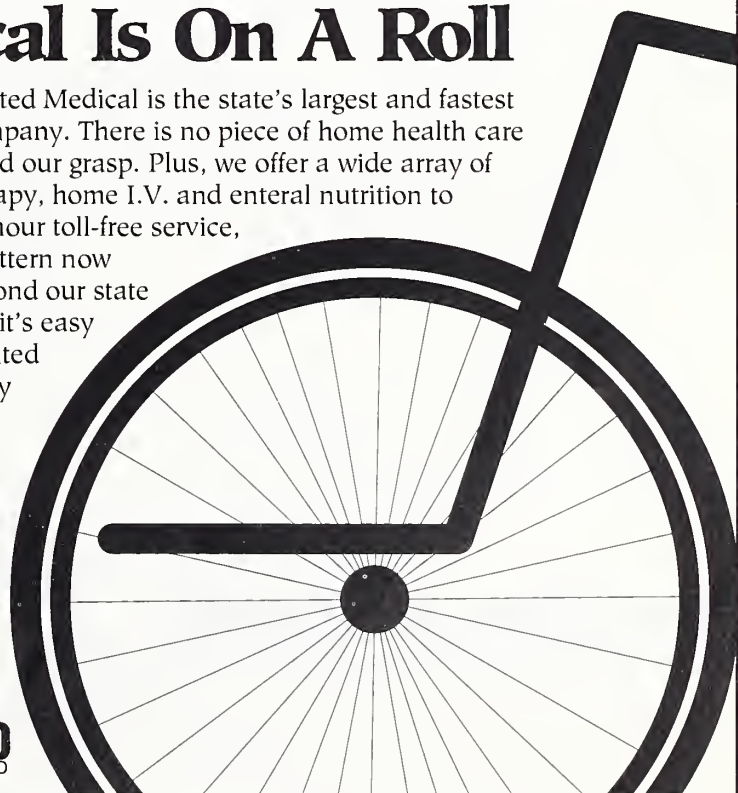 cal Is On A Roll
ted Medical is the state's largest and fastest
pany. There is no piece of home health care
d our grasp. Plus, we offer a wide array of
apy, home I.V. and enteral nutrition to
hour toll-free service,
ttern now
ond our state
it's easy
ted
y